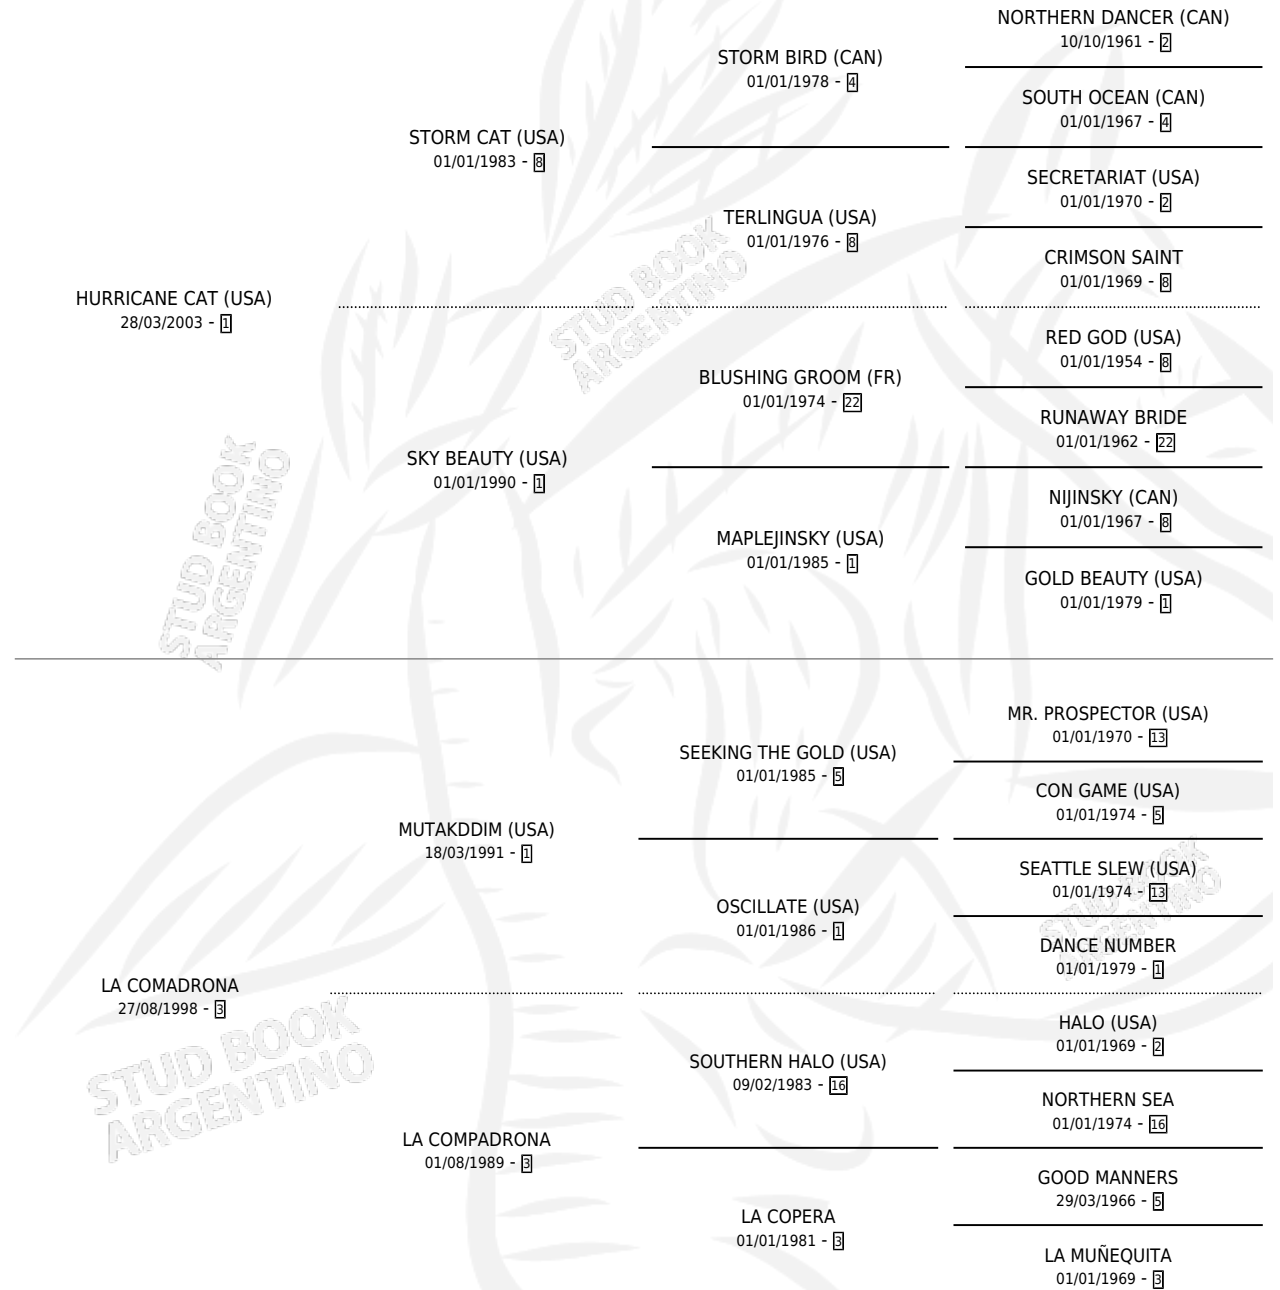 NORTHERN DANCER (CAN)
10/10/1961 - 2
STORM BIRD (CAN)
01/01/1978 - 4
SOUTH OCEAN (CAN)
01/01/1967 - 4
STORM CAT (USA)
01/01/1983 - 8
SECRETARIAT (USA)
01/01/1970 - 2
TERLINGUA (USA)
01/01/1976 - 8
CRIMSON SAINT
01/01/1969 - 8
HURRICANE CAT (USA)
28/03/2003 - 1
STUD BOOK
ARGENTINO
RED GOD (USA)
01/01/1954 - 8
BLUSHING GROOM (FR)
01/01/1974 - 22
RUNAWAY BRIDE
01/01/1962 - 22
SKY BEAUTY (USA)
01/01/1990 - 1
NIJINSKY (CAN)
01/01/1967 - 8
MAPLEJINSKY (USA)
01/01/1985 - 1
GOLD BEAUTY (USA)
01/01/1979 - 1
STUD BOOK
ARGENTINO
MR. PROSPECTOR (USA)
01/01/1970 - 13
SEEKING THE GOLD (USA)
01/01/1985 - 5
CON GAME (USA)
01/01/1974 - 5
MUTAKDDIM (USA)
18/03/1991 - 1
SEATTLE SLEW (USA)
01/01/1974 - 13
OSCILLATE (USA)
01/01/1986 - 1
STUD BOOK
ARGENTINO
DANCE NUMBER
01/01/1979 - 1
LA COMADRONA
27/08/1998 - 3
STUD BOOK
ARGENTINO
HALO (USA)
01/01/1969 - 2
SOUTHERN HALO (USA)
09/02/1983 - 16
NORTHERN SEA
01/01/1974 - 16
LA COMPADRONA
01/08/1989 - 3
GOOD MANNERS
29/03/1966 - 5
LA COPERA
01/01/1981 - 3
LA MUÑEQUITA
01/01/1969 - 3